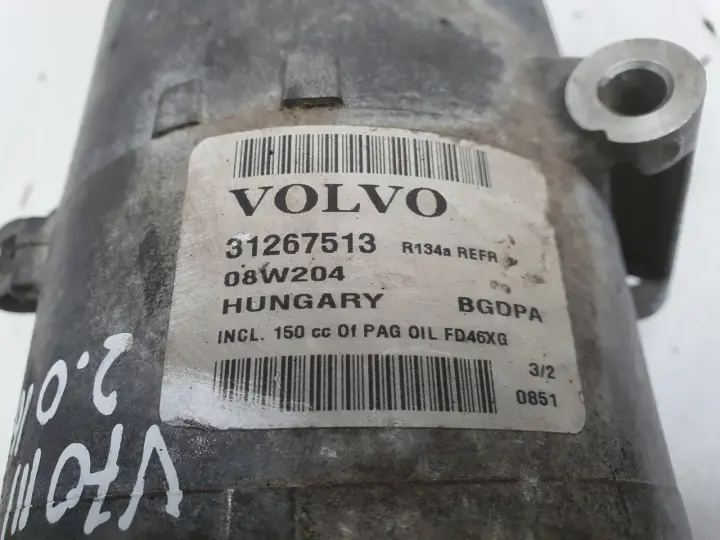 VOLVO
31267513 R134a REFR
08W204
HUNGARY BGDPA
INCL. 150 cc Of PAG OIL FD46XG
3/2
0851
V70 III
2.0